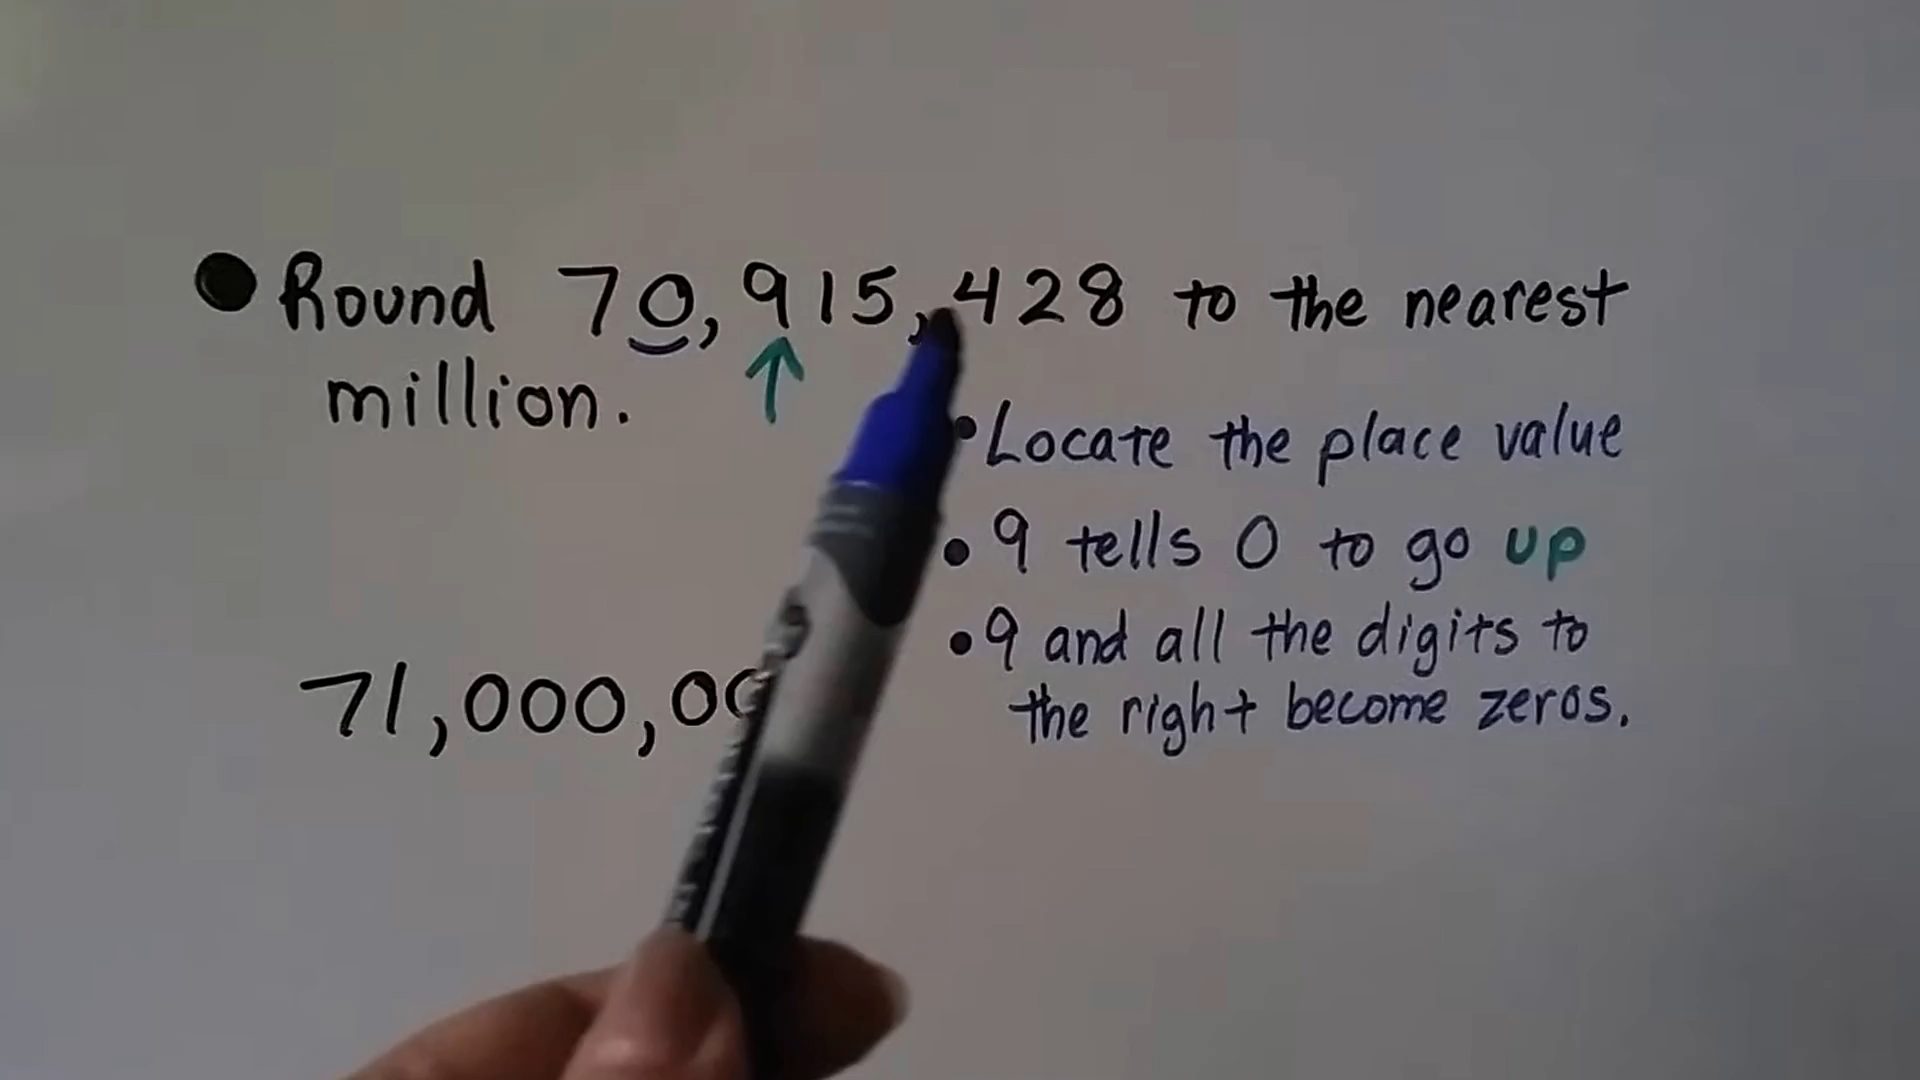 Round 70,915,428 to the nearest
million.
Locate the place value
9 tells 0 to go up
9 and all the digits to
the right become zeros.
71,000,00